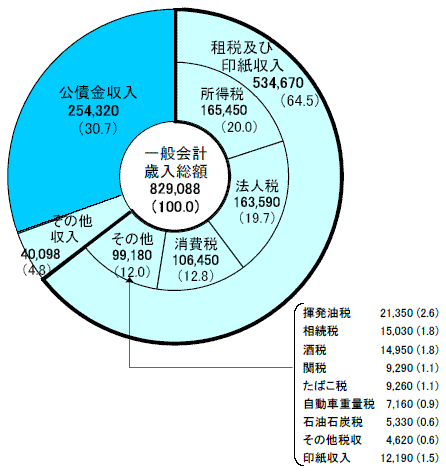 租税及び
印紙収入
534,670
(64.5)
公債金収入
254,320
(30.7)
所得税
165,450
(20.0)
一般会計
歳入総額
829,088
(100.0)
法人税
163,590
(19.7)
その他
収入
40,098
(4.8)
その他
99,180
(12.0)
消費税
106,450
(12.8)
揮発油税 21,350 (2.6)
相続税 15,030 (1.8)
酒税 14,950 (1.8)
関税 9,290 (1.1)
たばこ税 9,260 (1.1)
自動車重量税 7,160 (0.9)
石油石炭税 5,330 (0.6)
その他税収 4,620 (0.6)
印紙収入 12,190 (1.5)